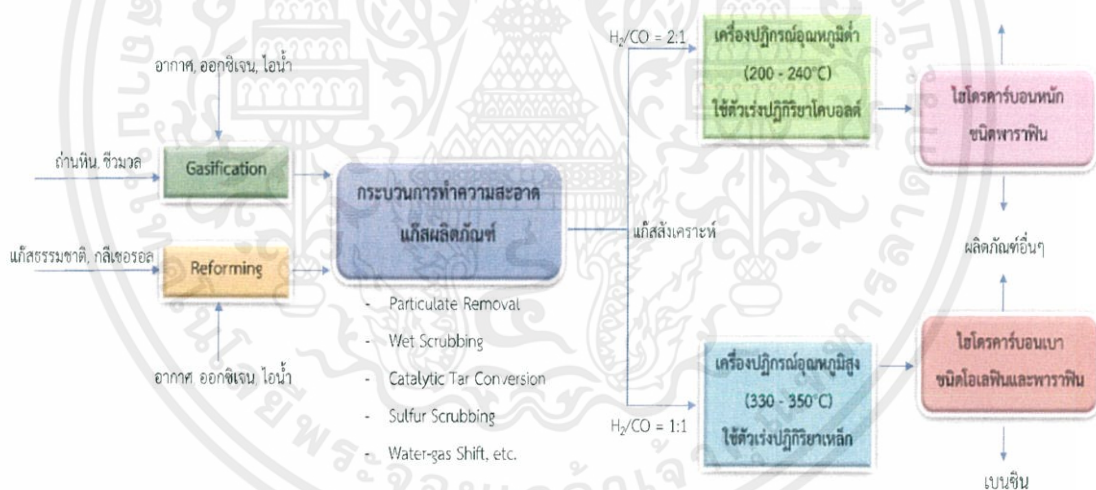 อากาศ, ออกซิเจน, ไอน้ำ
ถ่านหิน, ชีวมวล
Gasification
แก๊สธรรมชาติ, กลีเซอรอล
Reforming
อากาศ ออกซิเจน, ไอน้ำ
กระบวนการทำความสะอาด
แก๊สผลิตภัณฑ์
- Particulate Removal
- Wet Scrubbing
- Catalytic Tar Conversion
- Sulfur Scrubbing
- Water-gas Shift, etc.
แก๊สสังเคราะห์
H₂/CO = 2:1
เครื่องปฏิกรณ์อุณหภูมิต่ำ
(200 - 240°C)
ใช้ตัวเร่งปฏิกิริยาโคบอลต์
ไฮโดรคาร์บอนหนัก
ชนิดพาราฟิน
ผลิตภัณฑ์อื่นๆ
H₂/CO = 1:1
เครื่องปฏิกรณ์อุณหภูมิสูง
(330 - 350°C)
ใช้ตัวเร่งปฏิกิริยาเหล็ก
ไฮโดรคาร์บอนเบา
ชนิดโอเลฟินและพาราฟิน
เบนซิน